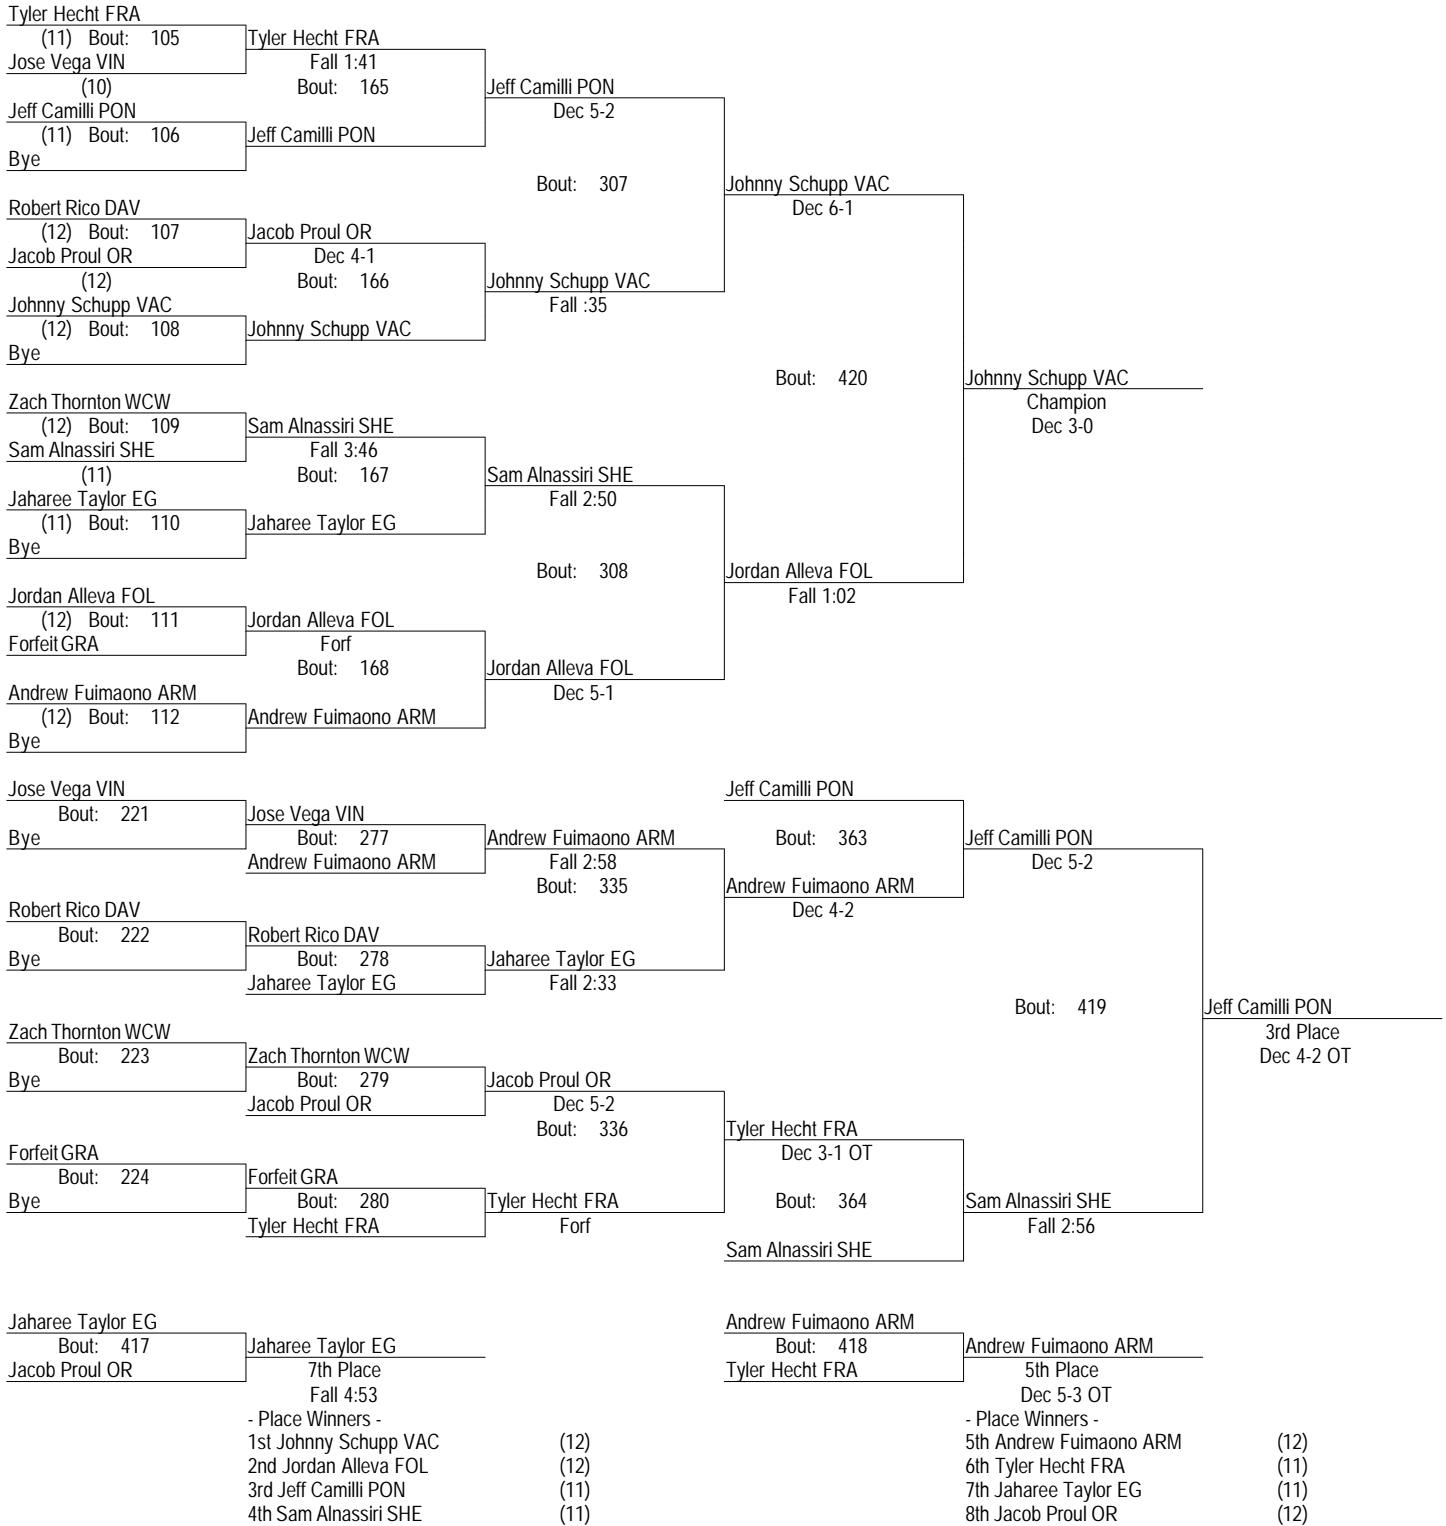 Tyler Hecht FRA
(11) Bout: 105 Tyler Hecht FRA
Jose Vega VIN Fall 1:41
(10) Bout: 165 Jeff Camilli PON
Jeff Camilli PON Dec 5-2
(11) Bout: 106 Jeff Camilli PON
Bye
Bout: 307 Johnny Schupp VAC
Robert Rico DAV Dec 6-1
(12) Bout: 107 Jacob Proul OR
Jacob Proul OR Dec 4-1
(12) Bout: 166 Johnny Schupp VAC
Johnny Schupp VAC Fall :35
(12) Bout: 108 Johnny Schupp VAC
Bye
Bout: 420 Johnny Schupp VAC
Zach Thornton WCW Champion
(12) Bout: 109 Sam Alnassiri SHE Dec 3-0
Sam Alnassiri SHE Fall 3:46
(11) Bout: 167 Sam Alnassiri SHE
Jaharee Taylor EG Fall 2:50
(11) Bout: 110 Jaharee Taylor EG
Bye
Bout: 308 Jordan Alleva FOL
Jordan Alleva FOL Fall 1:02
(12) Bout: 111 Jordan Alleva FOL
Forfeit GRA Forf
Bout: 168 Jordan Alleva FOL
Andrew Fuimaono ARM Dec 5-1
(12) Bout: 112 Andrew Fuimaono ARM
Bye
Jose Vega VIN Jeff Camilli PON
Bout: 221 Jose Vega VIN
Bye Bout: 277 Andrew Fuimaono ARM Bout: 363 Jeff Camilli PON
Andrew Fuimaono ARM Fall 2:58 Dec 5-2
Bout: 335 Andrew Fuimaono ARM
Robert Rico DAV Dec 4-2
Bout: 222 Robert Rico DAV
Bye Bout: 278 Jaharee Taylor EG
Jaharee Taylor EG Fall 2:33
Bout: 419 Jeff Camilli PON
Zach Thornton WCW 3rd Place
Bout: 223 Zach Thornton WCW Dec 4-2 OT
Bye Bout: 279 Jacob Proul OR
Jacob Proul OR Dec 5-2
Bout: 336 Tyler Hecht FRA
Forfeit GRA Dec 3-1 OT
Bout: 224 Forfeit GRA
Bye Bout: 280 Tyler Hecht FRA Bout: 364 Sam Alnassiri SHE
Tyler Hecht FRA Forf Fall 2:56
Sam Alnassiri SHE
Jaharee Taylor EG Andrew Fuimaono ARM
Bout: 417 Jaharee Taylor EG Bout: 418 Andrew Fuimaono ARM
Jacob Proul OR 7th Place Tyler Hecht FRA 5th Place
Fall 4:53 Dec 5-3 OT
- Place Winners - - Place Winners -
1st Johnny Schupp VAC (12) 5th Andrew Fuimaono ARM (12)
2nd Jordan Alleva FOL (12) 6th Tyler Hecht FRA (11)
3rd Jeff Camilli PON (11) 7th Jaharee Taylor EG (11)
4th Sam Alnassiri SHE (11) 8th Jacob Proul OR (12)